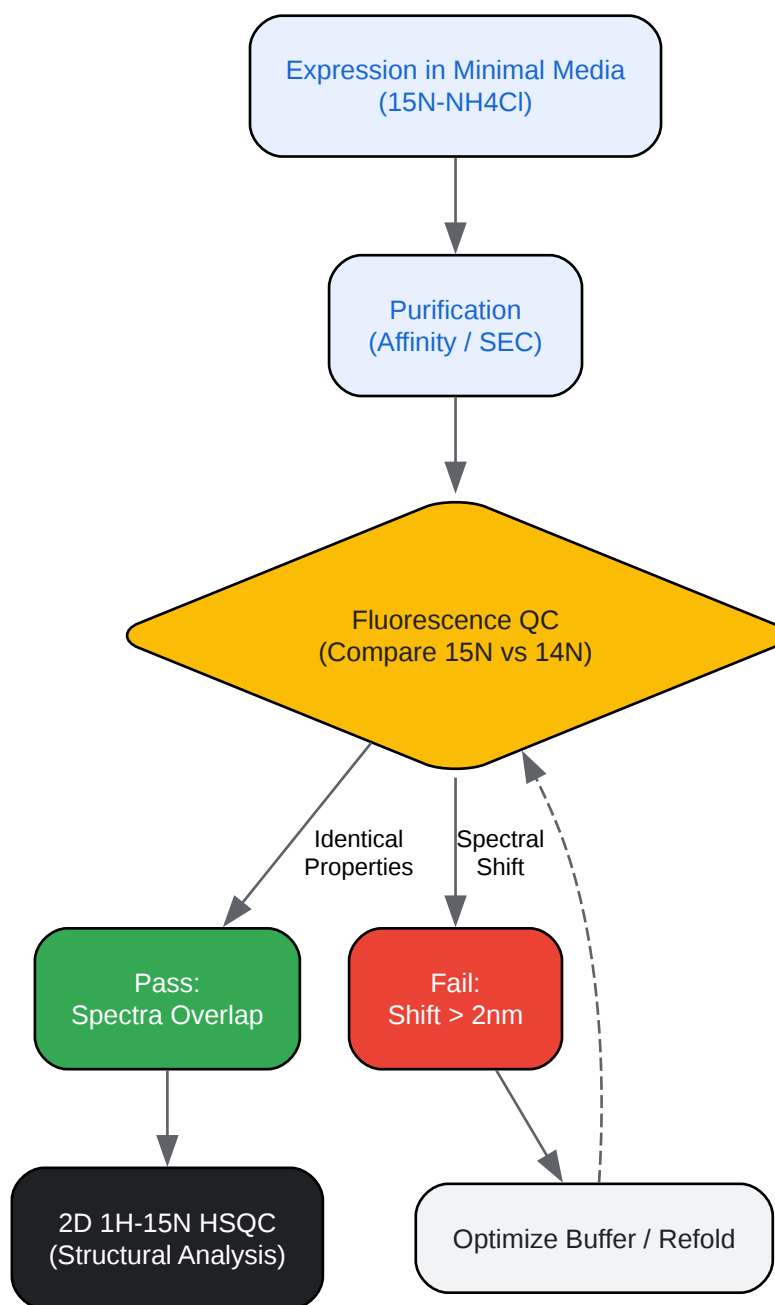 Expression in Minimal Media
(15N-NH4Cl)
Purification
(Affinity / SEC)
Fluorescence QC
(Compare 15N vs 14N)
Identical
Properties
Spectral
Shift
Pass:
Spectra Overlap
Fail:
Shift > 2nm
2D 1H-15N HSQC
(Structural Analysis)
Optimize Buffer / Refold